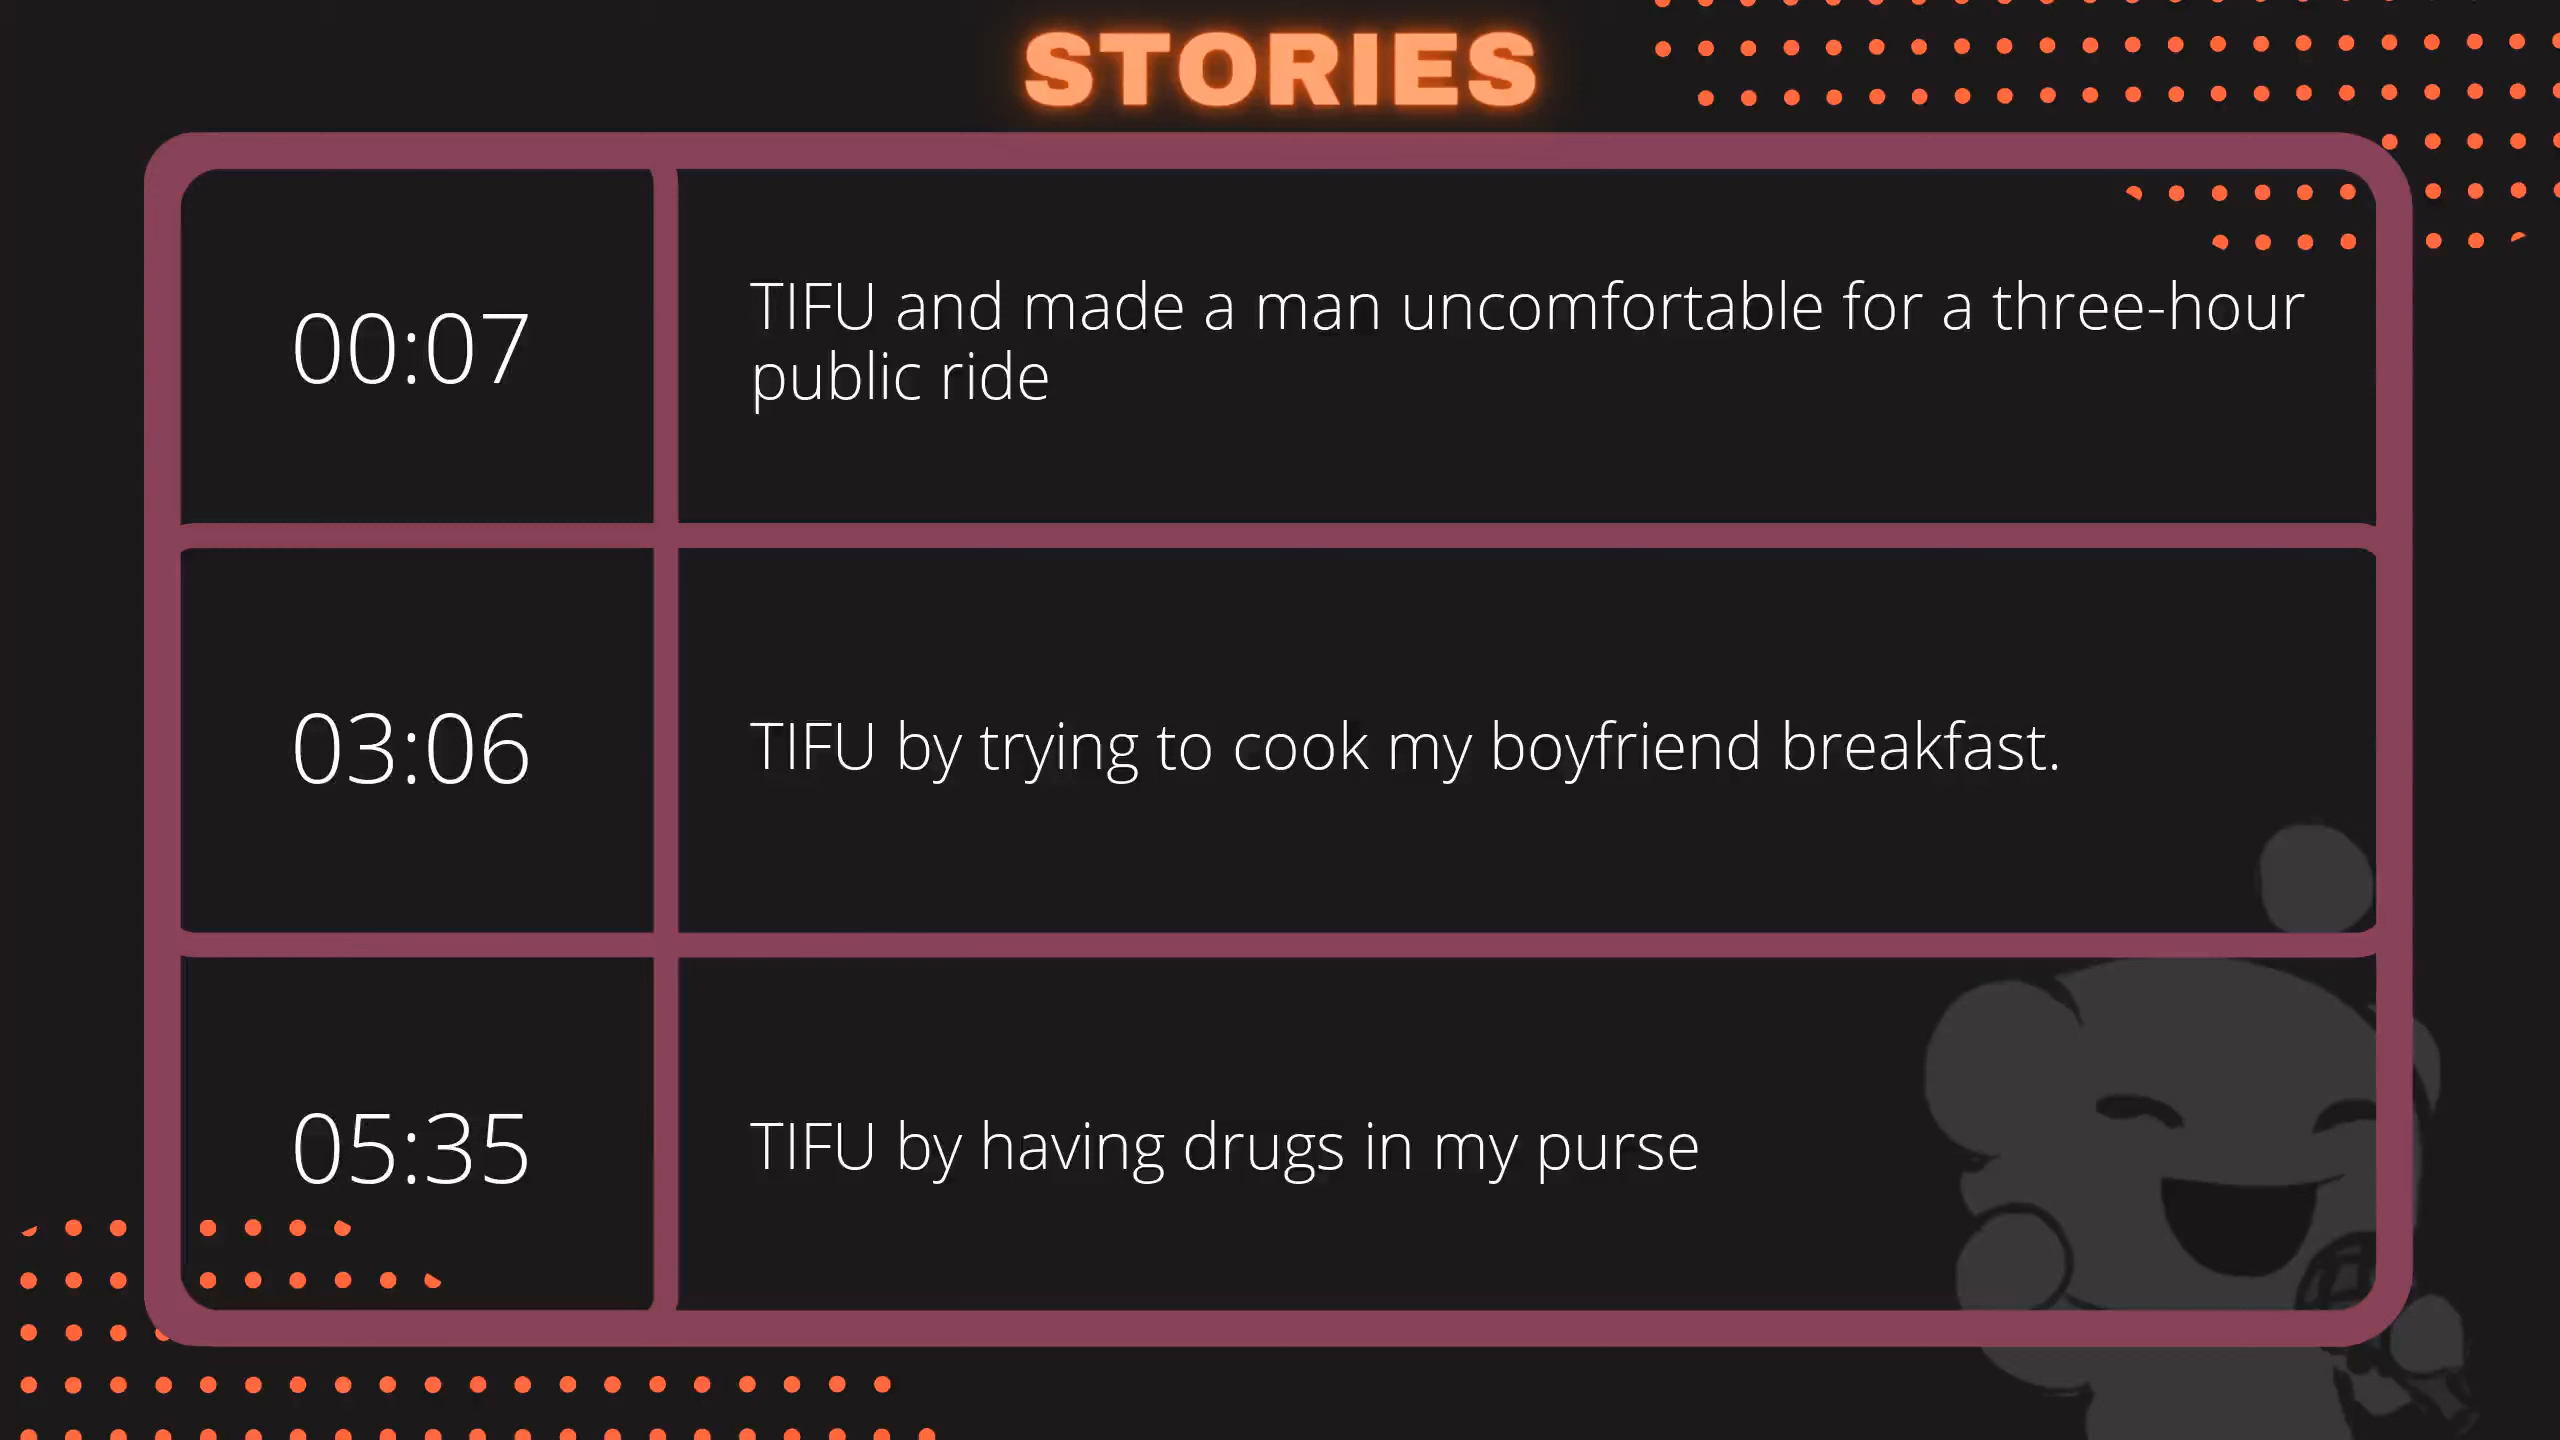 STORIES
00:07
TIFU and made a man uncomfortable for a three-hour
public ride
03:06
TIFU by trying to cook my boyfriend breakfast.
05:35
TIFU by having drugs in my purse